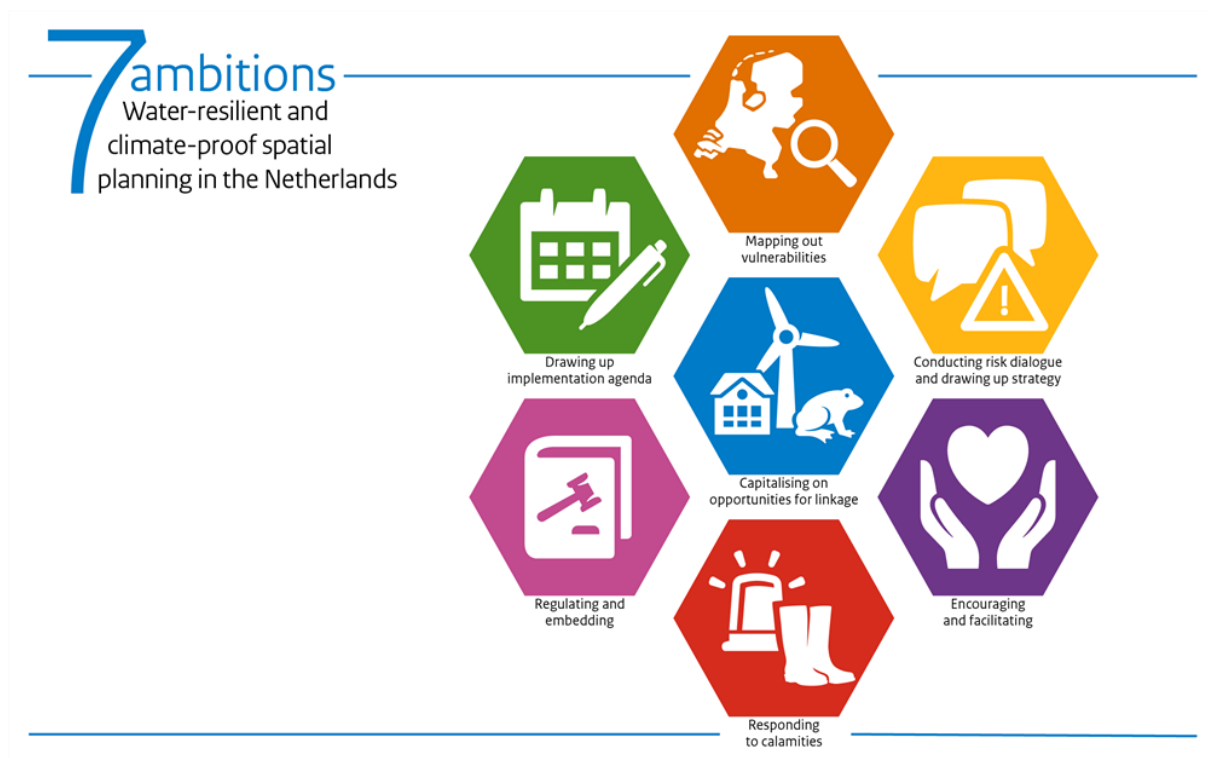 7 ambitions
Water-resilient and
climate-proof spatial
planning in the Netherlands
Mapping out
vulnerabilities
Drawing up
implementation agenda
!
Conducting risk dialogue
and drawing up strategy
Capitalising on
opportunities for linkage
Regulating and
embedding
Encouraging
and facilitating
Responding
to calamities